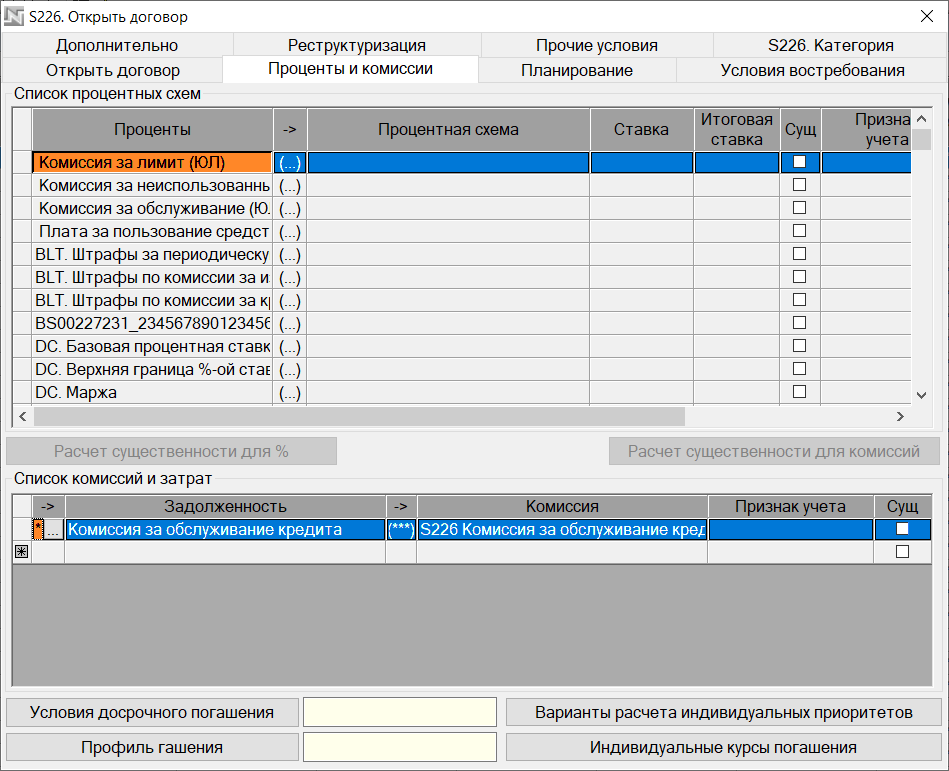 S226. Открыть договор
Дополнительно Реструктуризация Прочие условия S226. Категория
Открыть договор Проценты и комиссии Планирование Условия востребования
Список процентных схем
Проценты -> Процентная схема Ставка Итоговая ставка Сущ Призна учета
Комиссия за лимит (ЮЛ) (...)
Комиссия за неиспользованнь (...)
Комиссия за обслуживание (Ю. (...)
Плата за пользование средст (...)
BLT. Штрафы за периодическу (...)
BLT. Штрафы по комиссии за и (...)
BLT. Штрафы по комиссии за к (...)
BS00227231_234567890123456 (...)
DC. Базовая процентная ставк (...)
DC. Верхняя граница %-ой став (...)
DC. Маржа (...)
Расчет существенности для % Расчет существенности для комиссий
Список комиссий и затрат
-> Задолженность -> Комиссия Признак учета Сущ
* ... Комиссия за обслуживание кредита (***) S226 Комиссия за обслуживание кред
Условия досрочного погашения Варианты расчета индивидуальных приоритетов
Профиль гашения Индивидуальные курсы погашения